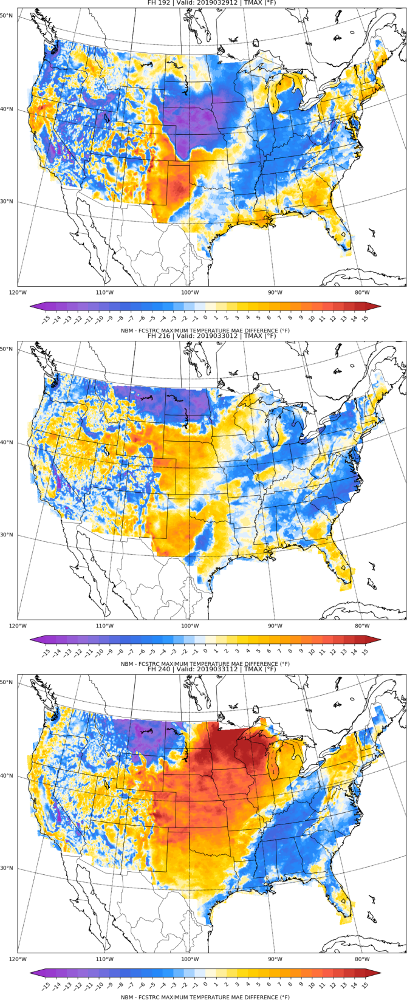 FH 192 | Valid: 2019032912 | TMAX (°F)
50°N
40°N
30°N
120°W 110°W 100°W 90°W 80°W
−15 −14 −13 −12 −11 −10 −9 −8 −7 −6 −5 −4 −3 −2 −1 0 1 2 3 4 5 6 7 8 9 10 11 12 13 14 15
NBM - FCSTRC MAXIMUM TEMPERATURE MAE DIFFERENCE (°F)
FH 216 | Valid: 2019033012 | TMAX (°F)
50°N
40°N
30°N
120°W 110°W 100°W 90°W 80°W
−15 −14 −13 −12 −11 −10 −9 −8 −7 −6 −5 −4 −3 −2 −1 0 1 2 3 4 5 6 7 8 9 10 11 12 13 14 15
NBM - FCSTRC MAXIMUM TEMPERATURE MAE DIFFERENCE (°F)
FH 240 | Valid: 2019033112 | TMAX (°F)
50°N
40°N
30°N
120°W 110°W 100°W 90°W 80°W
−15 −14 −13 −12 −11 −10 −9 −8 −7 −6 −5 −4 −3 −2 −1 0 1 2 3 4 5 6 7 8 9 10 11 12 13 14 15
NBM - FCSTRC MAXIMUM TEMPERATURE MAE DIFFERENCE (°F)